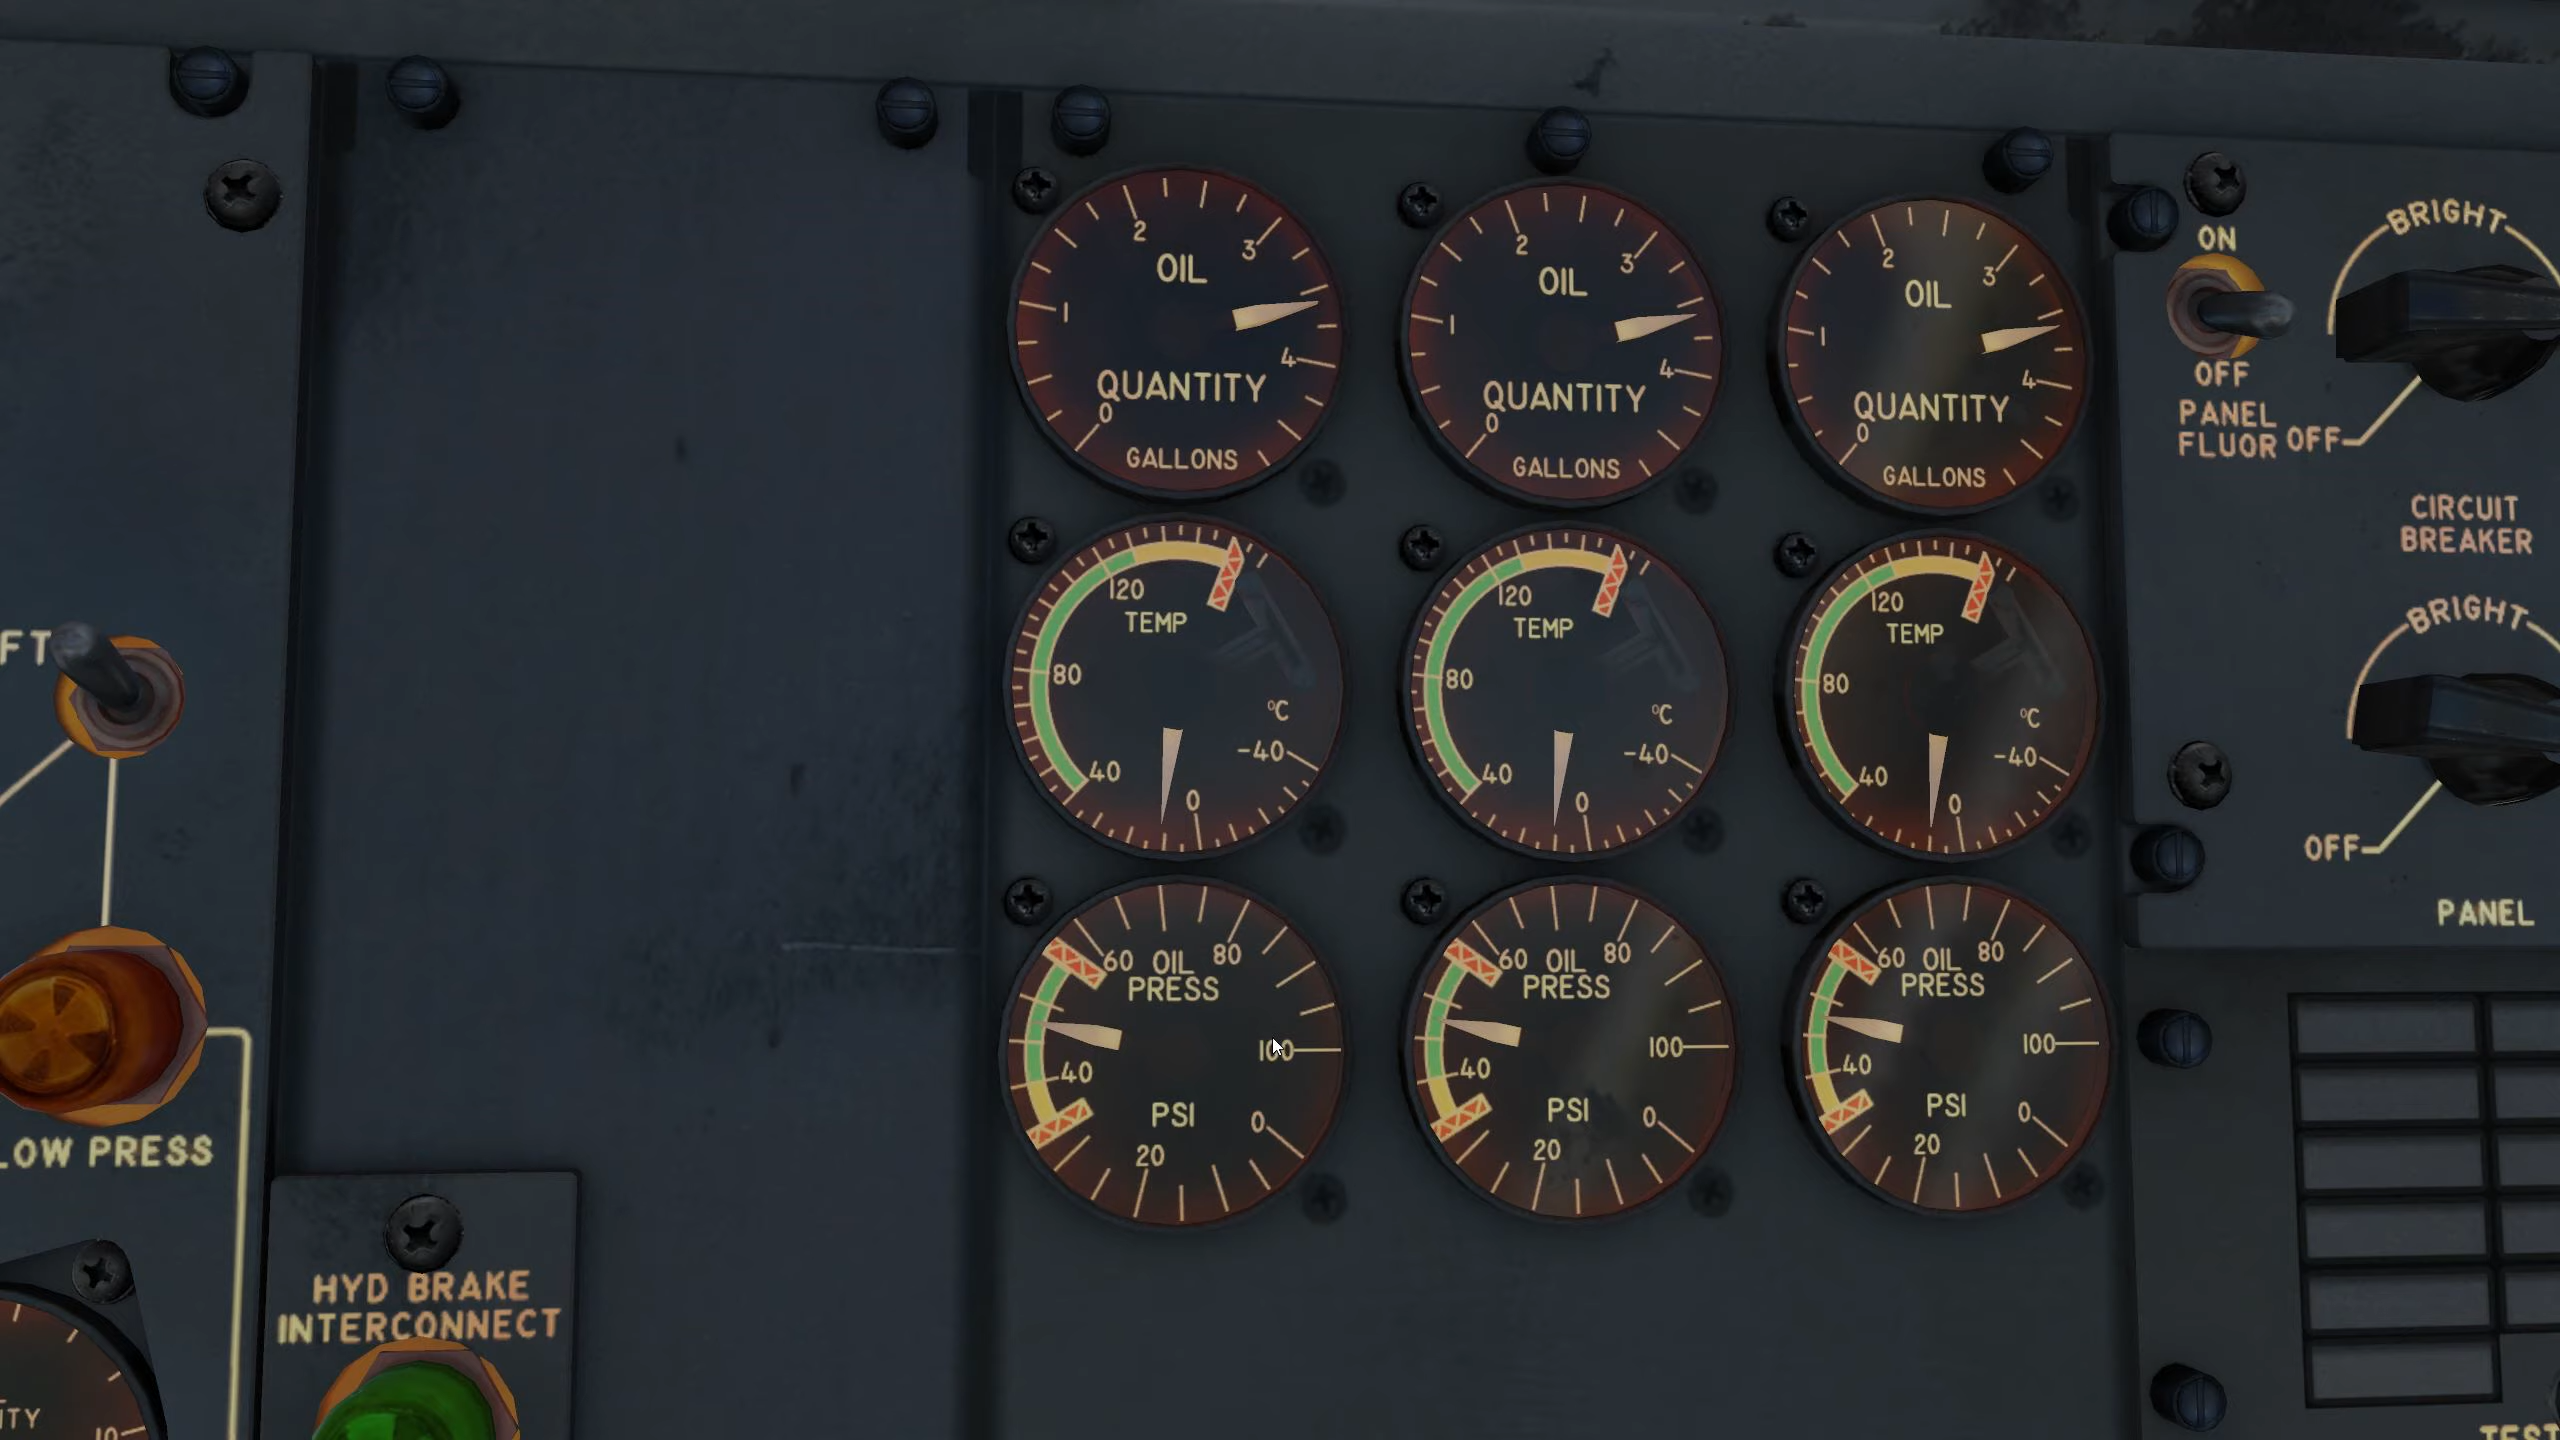 FT
LOW PRESS
HYD BRAKE
INTERCONNECT
ITY
10
2
3
OIL
1
4
QUANTITY
0
GALLONS
2
3
OIL
1
4
QUANTITY
0
GALLONS
2
3
OIL
1
4
QUANTITY
0
GALLONS
120
TEMP
80
°C
-40
40
0
120
TEMP
80
°C
-40
40
0
120
TEMP
80
°C
-40
40
0
60 OIL 80
PRESS
100
40
PSI
0
20
60 OIL 80
PRESS
100
40
PSI
0
20
60 OIL 80
PRESS
100
40
PSI
0
20
ON
OFF
PANEL
FLUOR
BRIGHT
OFF
CIRCUIT
BREAKER
BRIGHT
OFF
PANEL
TEST